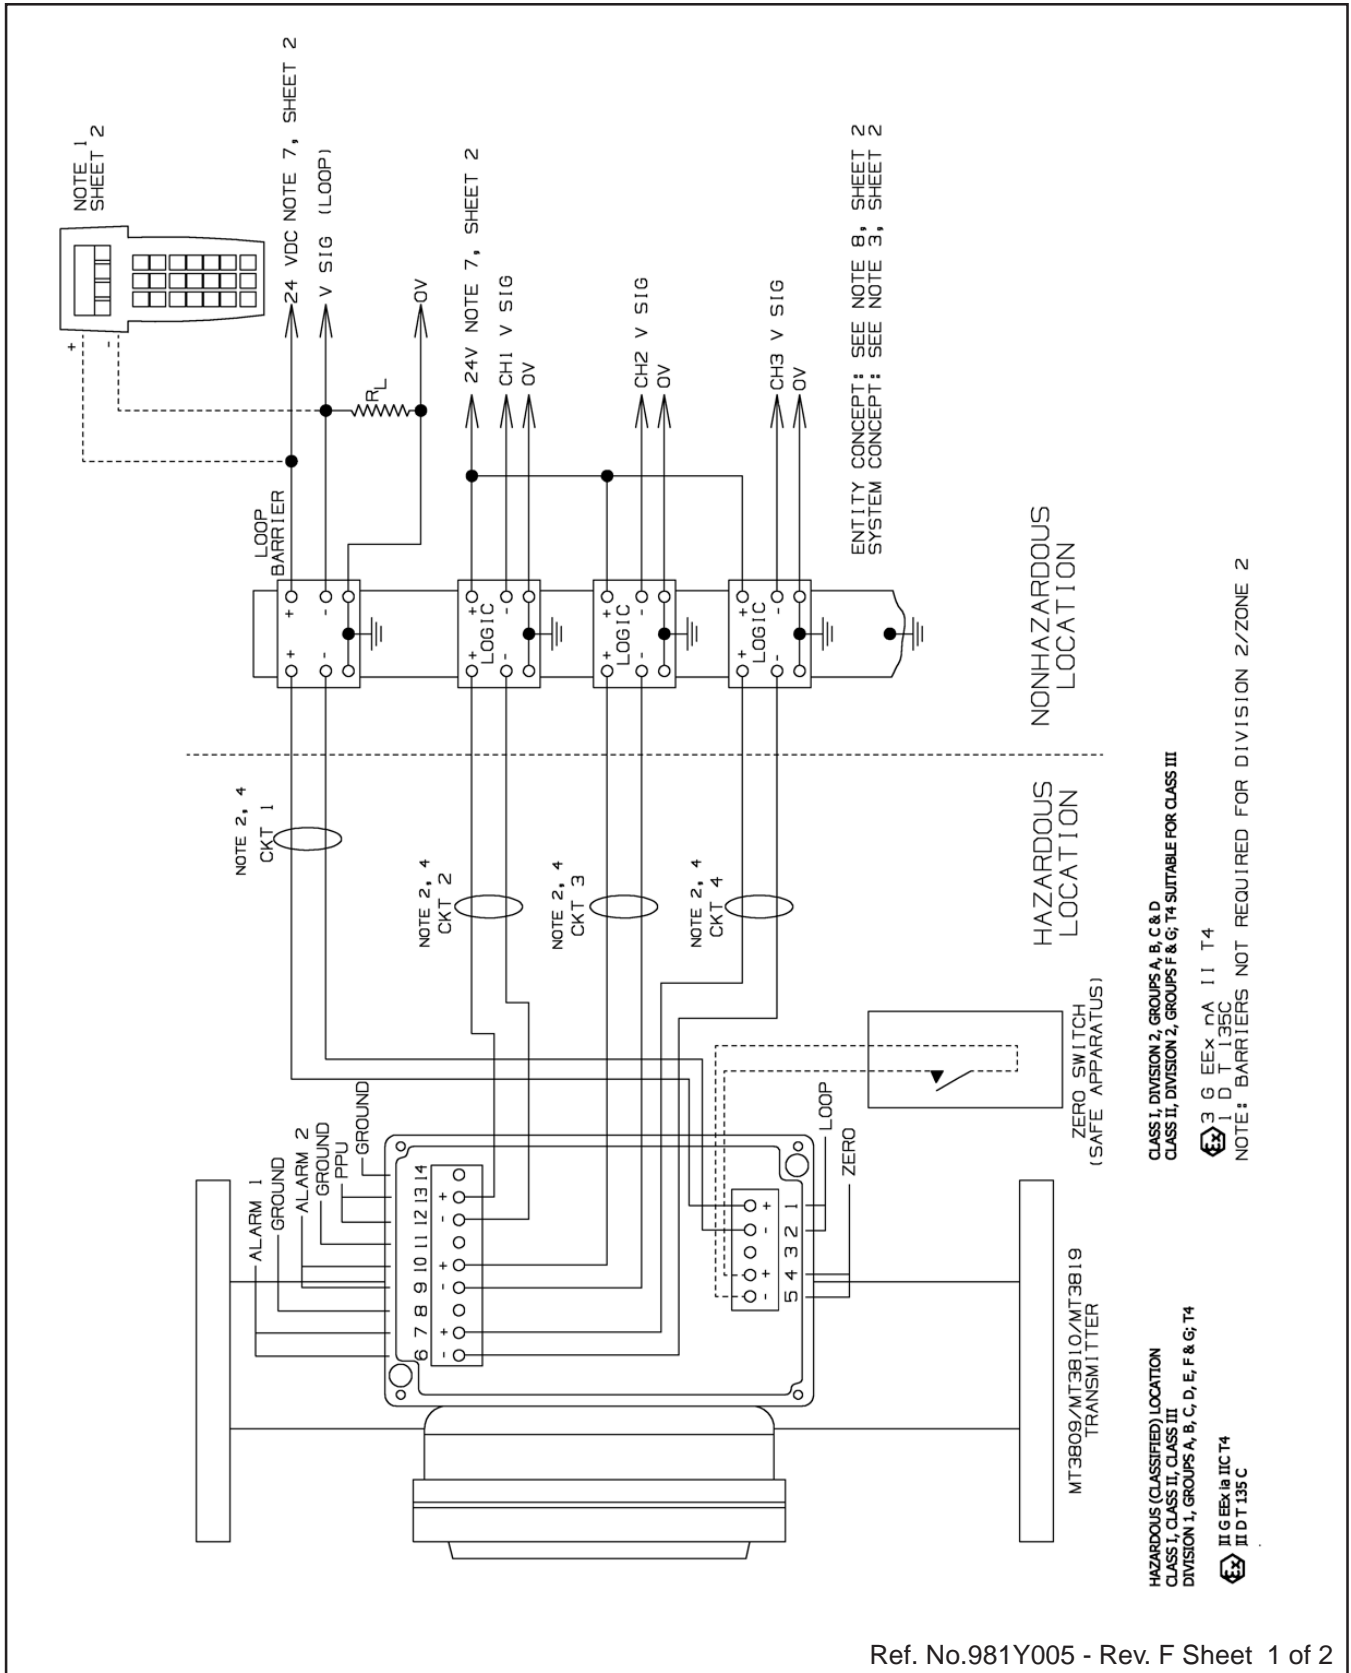 NOTE 1
SHEET 2
+
-
24 VDC NOTE 7, SHEET 2
V SIG (LOOP)
0V
RL
LOOP
BARRIER
24V NOTE 7, SHEET 2
CH1 V SIG
0V
CH2 V SIG
0V
CH3 V SIG
0V
ENTITY CONCEPT: SEE NOTE 8, SHEET 2
SYSTEM CONCEPT: SEE NOTE 3, SHEET 2
+ +
- -
+ +
LOGIC
- -
+ +
LOGIC
- -
+ +
LOGIC
- -
NONHAZARDOUS
LOCATION
HAZARDOUS
LOCATION
NOTE 2, 4
CKT 1
NOTE 2, 4
CKT 2
NOTE 2, 4
CKT 3
NOTE 2, 4
CKT 4
ALARM 1
GROUND
ALARM 2
GROUND
PPU
GROUND
6 7 8 9 10 11 12 13 14
- + - + - +
- + - +
5 4 3 2 1
LOOP
ZERO
ZERO SWITCH
(SAFE APPARATUS)
MT3809/MT3810/MT3819
TRANSMITTER
HAZARDOUS (CLASSIFIED) LOCATION
CLASS I, CLASS II, CLASS III
DIVISION 1, GROUPS A, B, C, D, E, F & G; T4
Ex II G EEx ia IIC T4
II D T 135 C
CLASS I, DIVISION 2, GROUPS A, B, C & D
CLASS II, DIVISION 2, GROUPS F & G; T4 SUITABLE FOR CLASS III
Ex 3 G EEx nA II T4
1 D T 135C
NOTE: BARRIERS NOT REQUIRED FOR DIVISION 2/ZONE 2
Ref. No.981Y005 - Rev. F Sheet 1 of 2